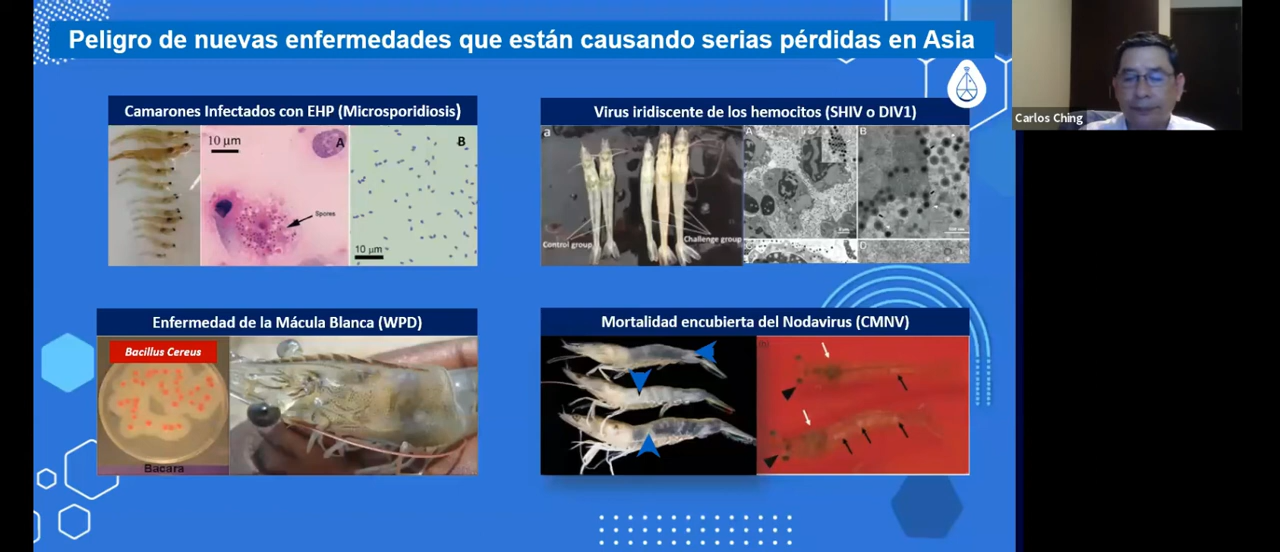 Peligro de nuevas enfermedades que están causando serias pérdidas en Asia
Carlos Ching
Camarones Infectados con EHP (Microsporidiosis)
10 µm
A
Spores
B
10 µm
Virus iridiscente de los hemocitos (SHIV o DIV1)
a
Control group
Challenge group
A
B
Enfermedad de la Mácula Blanca (WPD)
Bacillus Cereus
Bacara
Mortalidad encubierta del Nodavirus (CMNV)